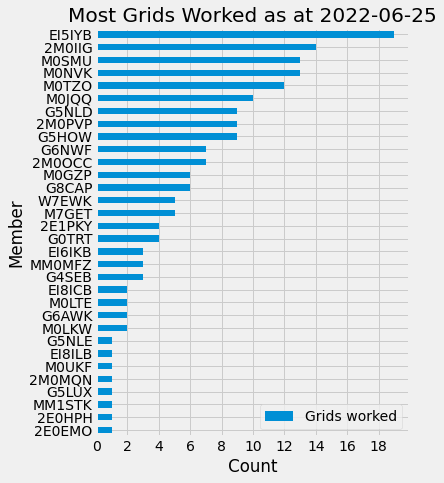 Most Grids Worked as at 2022-06-25
EI5IYB
2M0IIG
M0SMU
M0NVK
M0TZO
M0JQQ
G5NLD
2M0PVP
G5HOW
G6NWF
2M0OCC
M0GZP
G8CAP
W7EWK
M7GET
2E1PKY
G0TRT
EI6IKB
MM0MFZ
G4SEB
EI8ICB
M0LTE
G6AWK
M0LKW
G5NLE
EI8ILB
M0UKF
2M0MQN
G5LUX
MM1STK
2E0HPH
2E0EMO
Member
Grids worked
0 2 4 6 8 10 12 14 16 18
Count